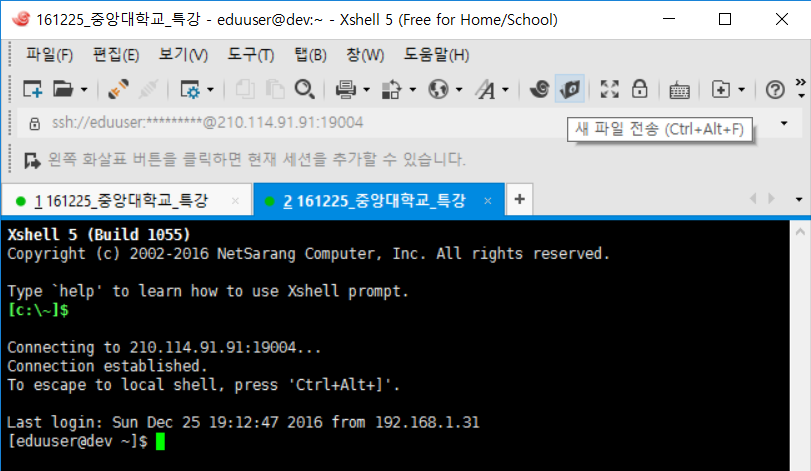 161225_중앙대학교_특강 - eduuser@dev:~ - Xshell 5 (Free for Home/School)
파일(F) 편집(E) 보기(V) 도구(T) 탭(B) 창(W) 도움말(H)
ssh://eduuser:*********@210.114.91.91:19004
새 파일 전송 (Ctrl+Alt+F)
왼쪽 화살표 버튼을 클릭하면 현재 세션을 추가할 수 있습니다.
1 161225_중앙대학교_특강 2 161225_중앙대학교_특강
Xshell 5 (Build 1055)
Copyright (c) 2002-2016 NetSarang Computer, Inc. All rights reserved.
Type `help' to learn how to use Xshell prompt.
[c:\~]$
Connecting to 210.114.91.91:19004...
Connection established.
To escape to local shell, press 'Ctrl+Alt+]'.
Last login: Sun Dec 25 19:12:47 2016 from 192.168.1.31
[eduuser@dev ~]$